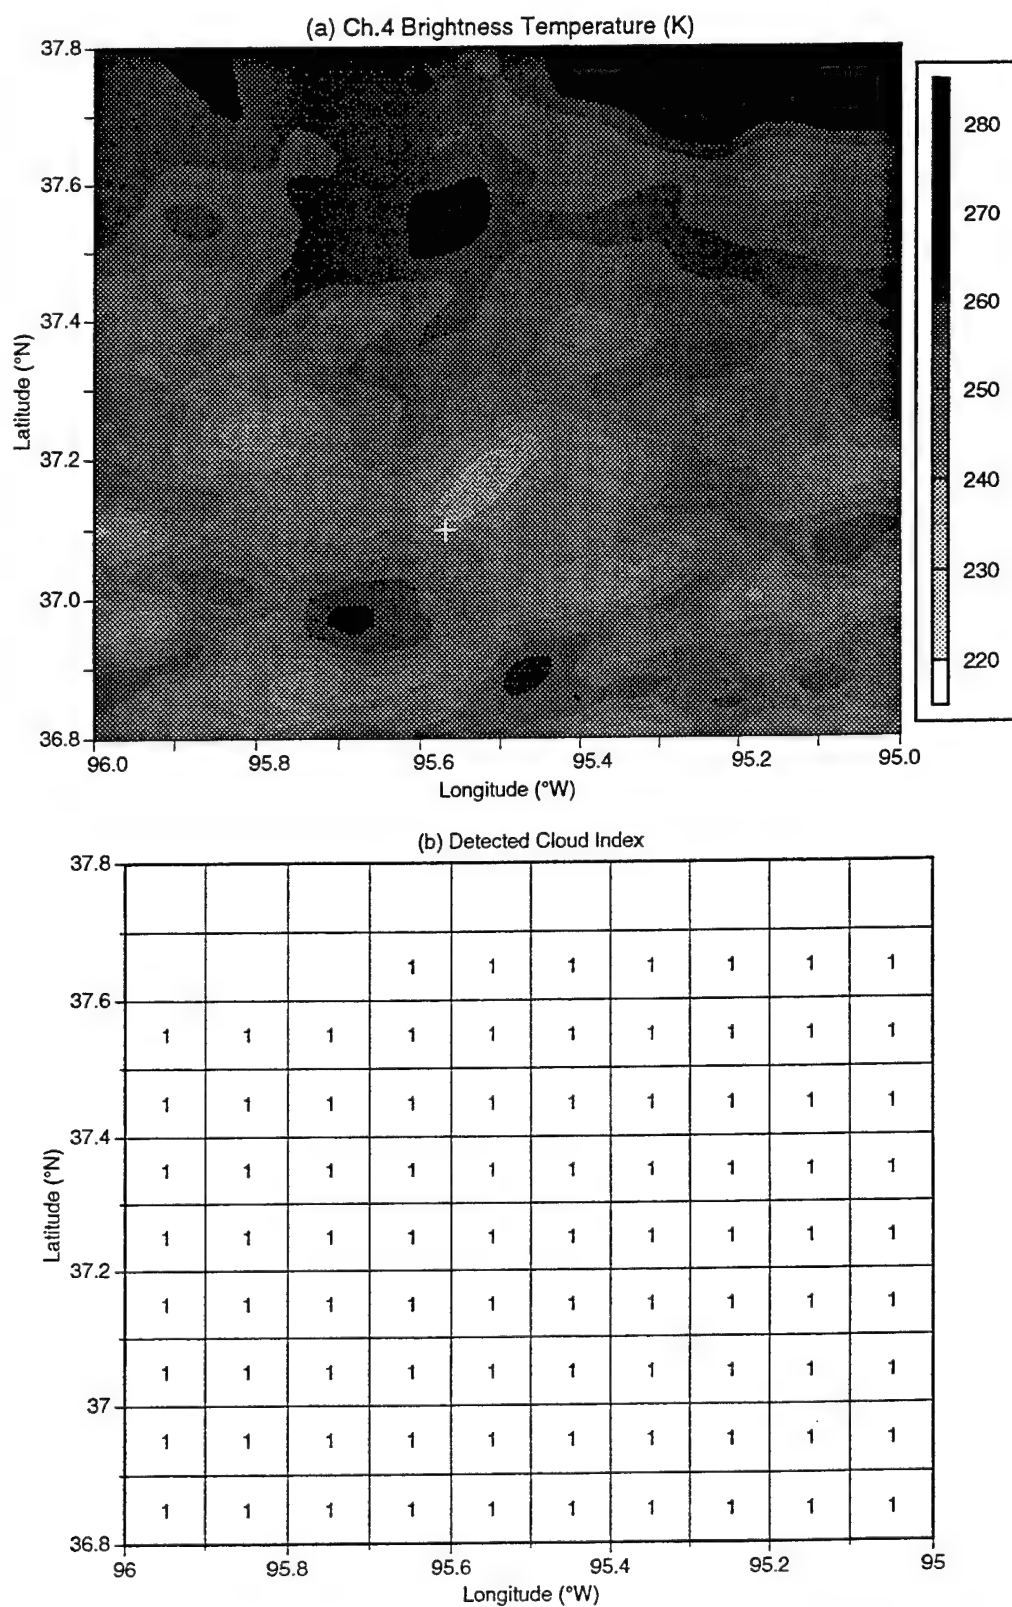 (a) Ch.4 Brightness Temperature (K)
37.8
37.6
37.4
37.2
37.0
36.8
Latitude (°N)
96.0 95.8 95.6 95.4 95.2 95.0
Longitude (°W)
280
270
260
250
240
230
220
(b) Detected Cloud Index
37.8
1 1 1 1 1 1 1
37.6
1 1 1 1 1 1 1 1 1 1
1 1 1 1 1 1 1 1 1 1
37.4
1 1 1 1 1 1 1 1 1 1
1 1 1 1 1 1 1 1 1 1
37.2
1 1 1 1 1 1 1 1 1 1
1 1 1 1 1 1 1 1 1 1
37
1 1 1 1 1 1 1 1 1 1
1 1 1 1 1 1 1 1 1 1
36.8
Latitude (°N)
96 95.8 95.6 95.4 95.2 95
Longitude (°W)